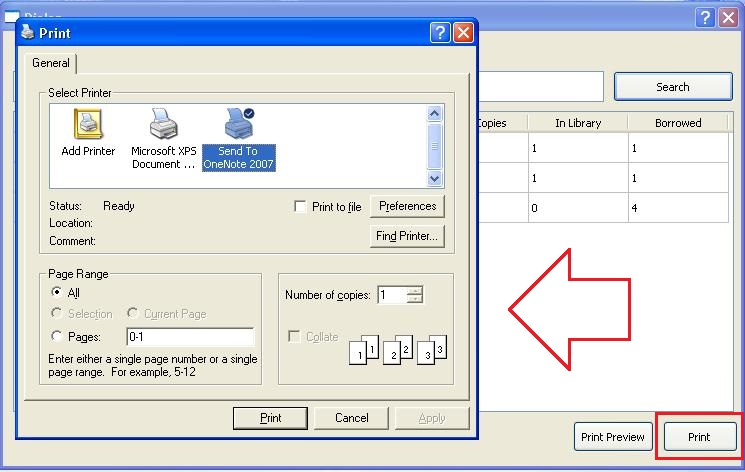 Print
General
Select Printer
Add Printer
Microsoft XPS
Document ...
Send To
OneNote 2007
Status: Ready
Location:
Comment:
Print to file
Preferences
Find Printer...
Page Range
All
Selection
Current Page
Pages: 0-1
Enter either a single page number or a single
page range. For example, 5-12
Number of copies: 1
Collate
1 1 2 2 3 3
Print
Cancel
Apply
Search
Copies In Library Borrowed
1 1
1 1
0 4
Print Preview
Print